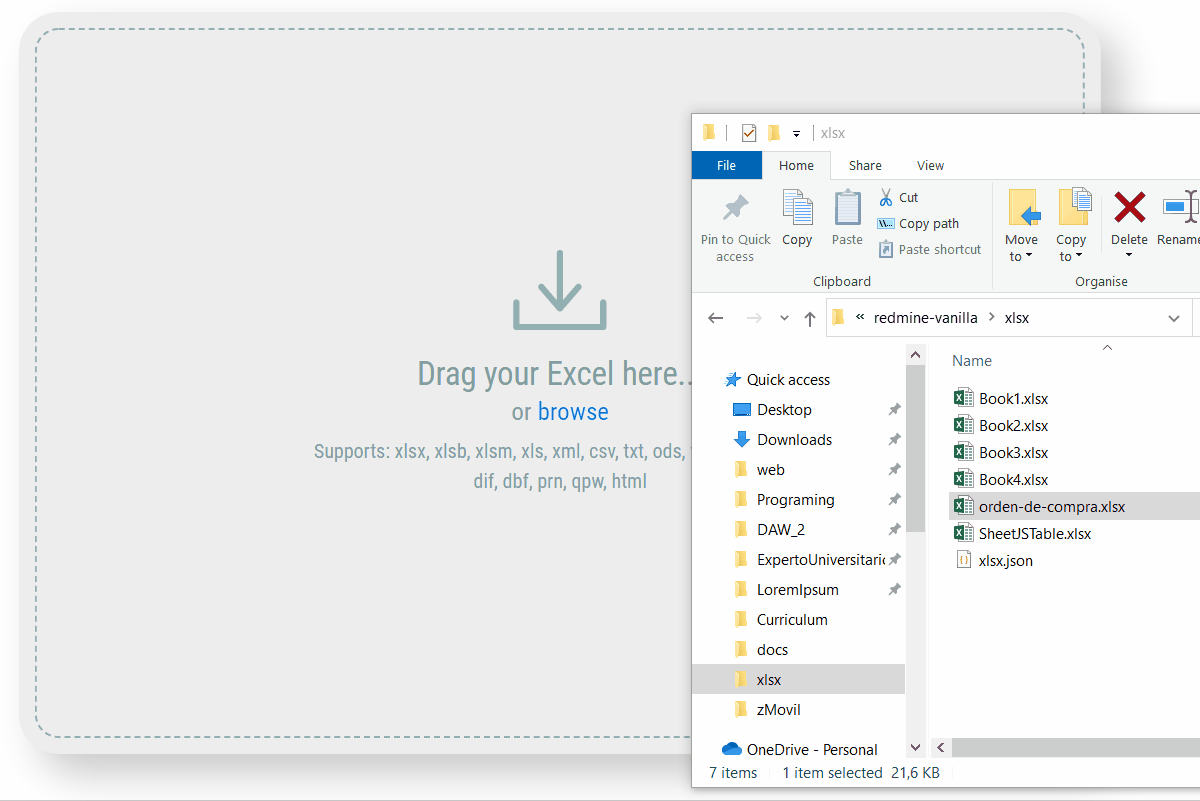 Drag your Excel here..
or browse
Supports: xlsx, xlsb, xlsm, xls, xml, csv, txt, ods,
dif, dbf, prn, qpw, html
xlsx
File Home Share View
Pin to Quick access
Copy
Paste
Cut
Copy path
Paste shortcut
Clipboard
Move to
Copy to
Delete
Rename
Organise
« redmine-vanilla > xlsx
Quick access
Desktop
Downloads
web
Programing
DAW_2
ExpertoUniversitario
LoremIpsum
Curriculum
docs
xlsx
zMovil
OneDrive - Personal
Name
Book1.xlsx
Book2.xlsx
Book3.xlsx
Book4.xlsx
orden-de-compra.xlsx
SheetJSTable.xlsx
xlsx.json
7 items 1 item selected 21,6 KB